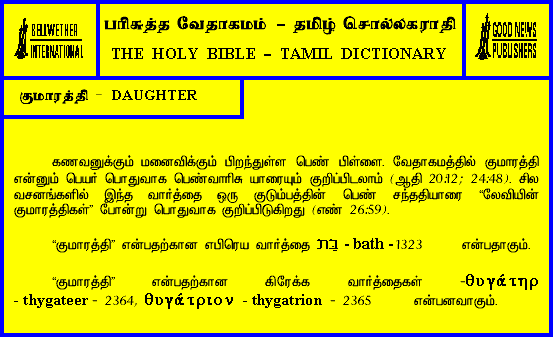 BELLWETHER
INTERNATIONAL
பரிசுத்த வேதாகமம் – தமிழ் சொல்லகராதி
THE HOLY BIBLE – TAMIL DICTIONARY
GOOD NEWS
PUBLISHERS
குமாரத்தி – DAUGHTER
கணவனுக்கும் மனைவிக்கும் பிறந்துள்ள பெண் பிள்ளை. வேதாகமத்தில் குமாரத்தி
என்னும் பெயர் பொதுவாக பெண்வாரிசு யாரையும் குறிப்பிடலாம் (ஆதி 20:12; 24:48). சில
வசனங்களில் இந்த வார்த்தை ஒரு குடும்பத்தின் பெண் சந்ததியாரை “லேவியின்
குமாரத்திகள்” போன்று பொதுவாக குறிப்பிடுகிறது (எண் 26:59).
“குமாரத்தி” என்பதற்கான எபிரெய வார்த்தை בַּת - bath -1323 என்பதாகும்.
“குமாரத்தி” என்பதற்கான கிரேக்க வார்த்தைகள் -θυγάτηρ
- thygateer - 2364, θυγάτριον - thygatrion - 2365 என்பனவாகும்.